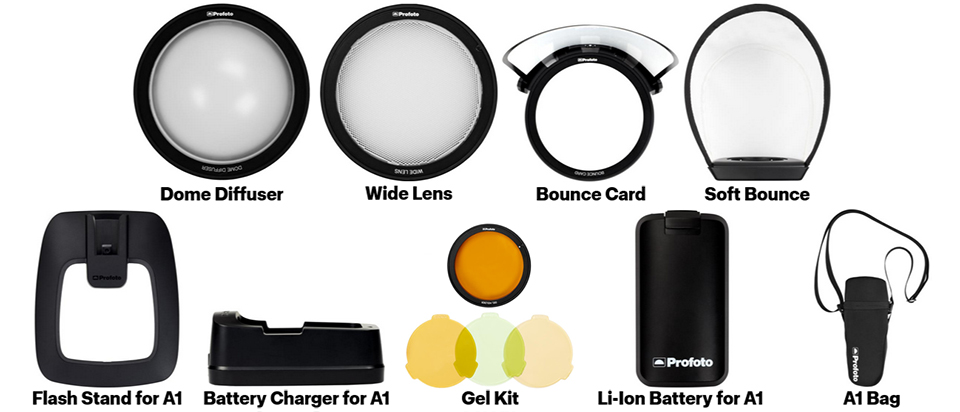 Profoto
DOME DIFFUSER
Dome Diffuser
Profoto
WIDE LENS
Wide Lens
Profoto
BOUNCE CARD
Bounce Card
Soft Bounce
Profoto
Flash Stand for A1
Battery Charger for A1
Profoto
Gel Kit
Profoto
Li-Ion Battery for A1
Profoto
A1 Bag